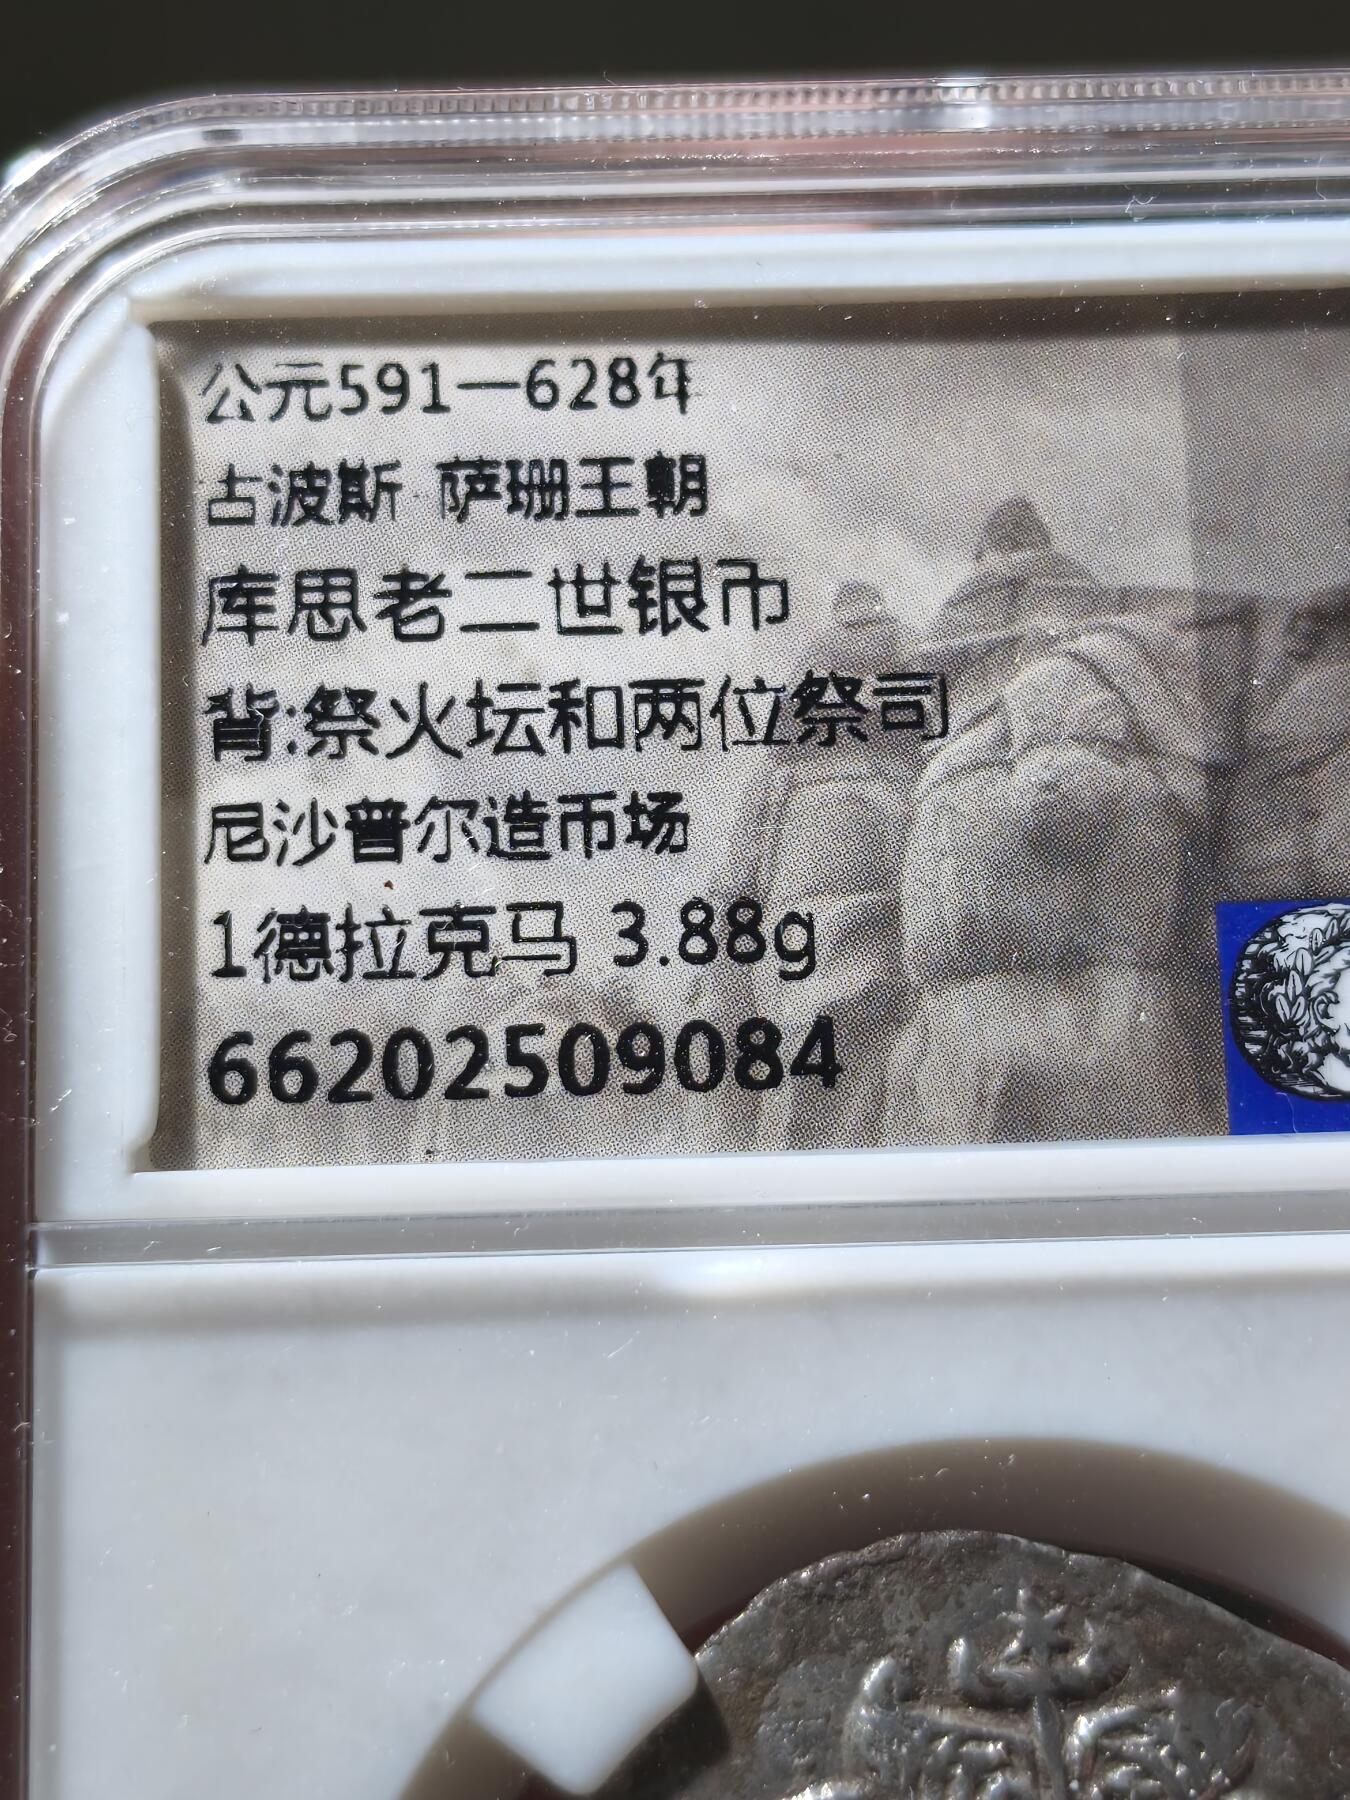 公元591—628年
古波斯 萨珊王朝
库思老二世银币
背:祭火坛和两位祭司
尼沙普尔造币场
1德拉克马 3.88g
66202509084